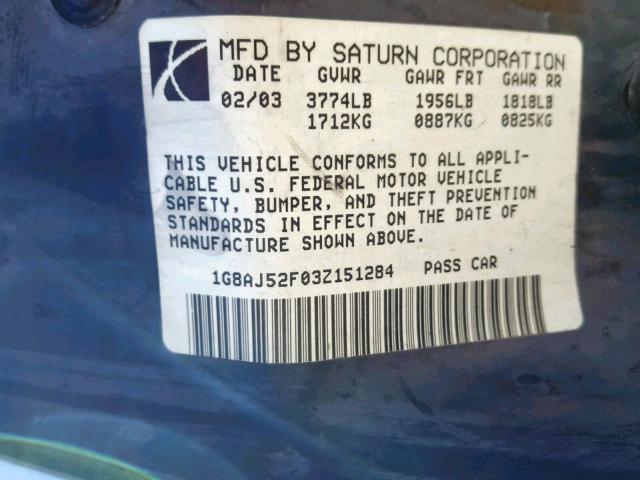 MFD BY SATURN CORPORATION
DATE GVWR GAWR FRT GAWR RR
02/03 3774LB 1956LB 1818LB
1712KG 0887KG 0825KG
THIS VEHICLE CONFORMS TO ALL APPLI-
CABLE U.S. FEDERAL MOTOR VEHICLE
SAFETY, BUMPER, AND THEFT PREVENTION
STANDARDS IN EFFECT ON THE DATE OF
MANUFACTURE SHOWN ABOVE.
1G8AJ52F03Z151284 PASS CAR